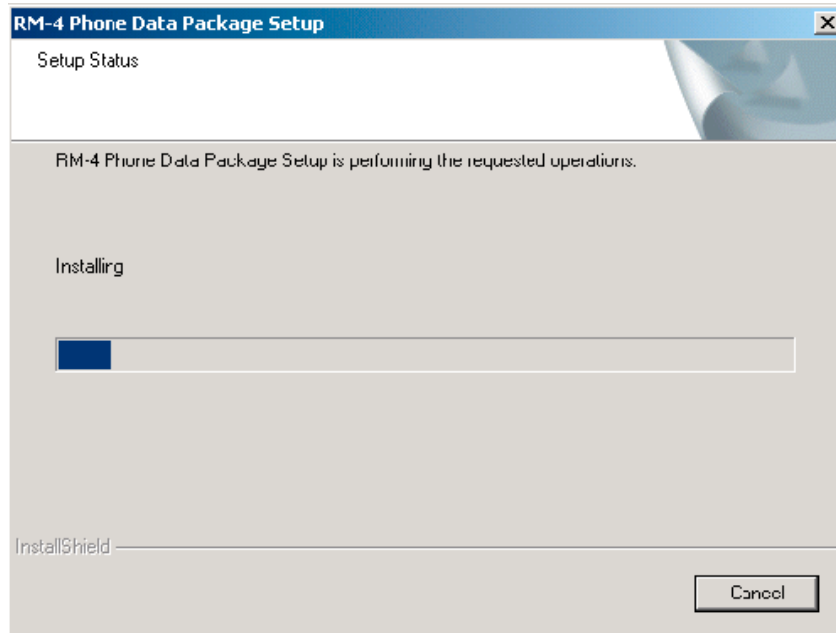 RM-4 Phone Data Package Setup
Setup Status
RM-4 Phone Data Package Setup is performing the requested operations.
Installing
InstallShield
Cancel